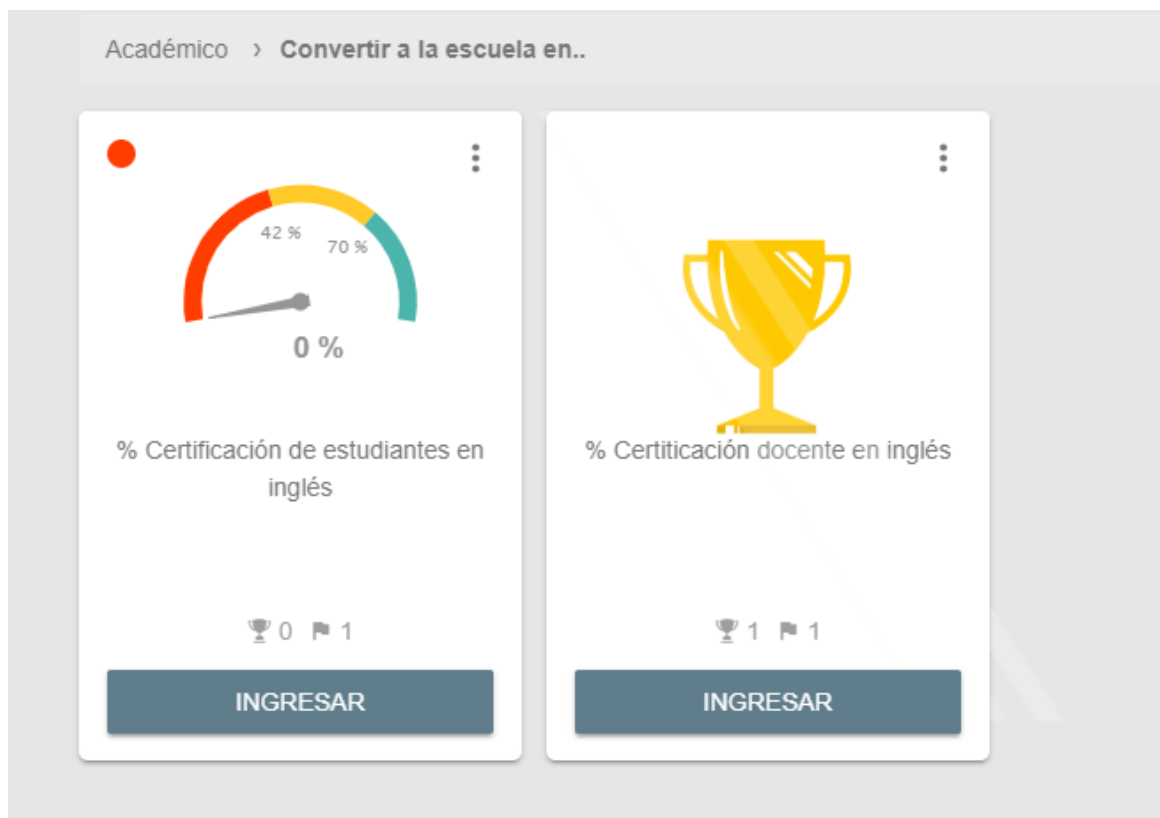 Académico › Convertir a la escuela en..
42 %
70 %
0 %
% Certificación de estudiantes en
inglés
0 1
INGRESAR
% Certiticación docente en inglés
1 1
INGRESAR